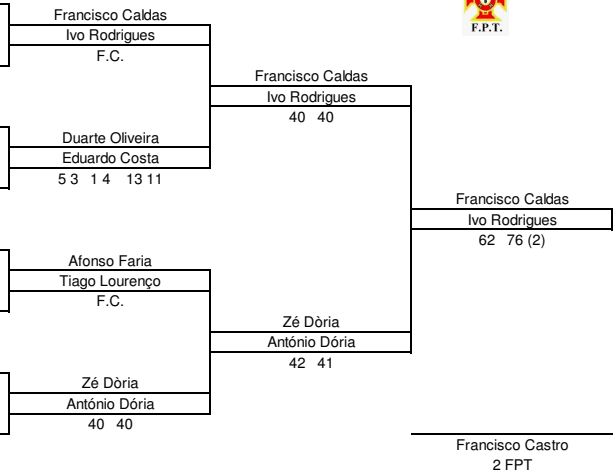 F.P.T.
Francisco Caldas
Ivo Rodrigues
F.C.
Francisco Caldas
Ivo Rodrigues
40 40
Duarte Oliveira
Eduardo Costa
5 3 1 4 13 11
Francisco Caldas
Ivo Rodrigues
62 76 (2)
Afonso Faria
Tiago Lourenço
F.C.
Zé Dòria
António Dória
42 41
Zé Dòria
António Dória
40 40
Francisco Castro
2 FPT